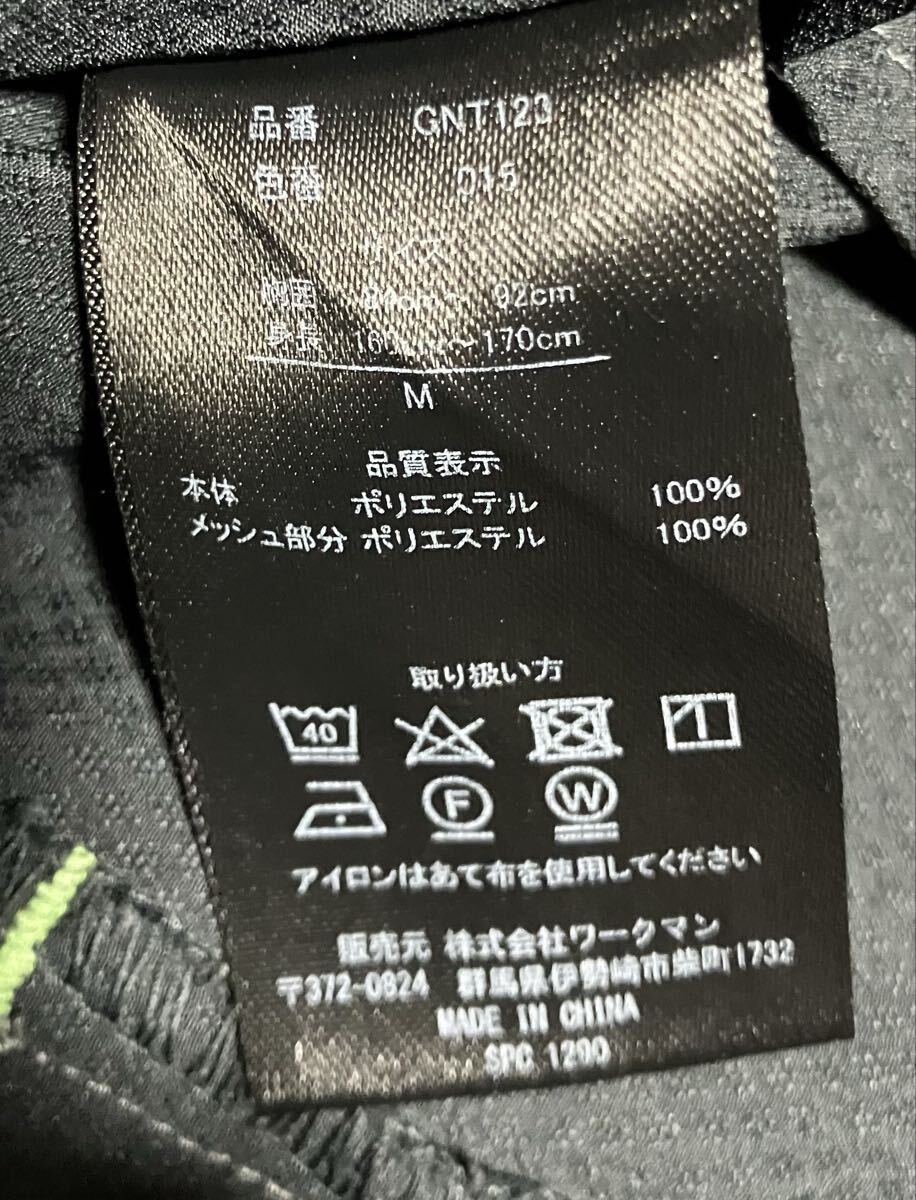 品番 GNT123
色番 015
サイズ
胸囲 84cm～ 92cm
身長 160cm～170cm
M
品質表示
本体 ポリエステル 100%
メッシュ部分 ポリエステル 100%
取り扱い方
40
F W
アイロンはあて布を使用してください
販売元 株式会社ワークマン
〒372-0824 群馬県伊勢崎市柴町1732
MADE IN CHINA
SPC 1290